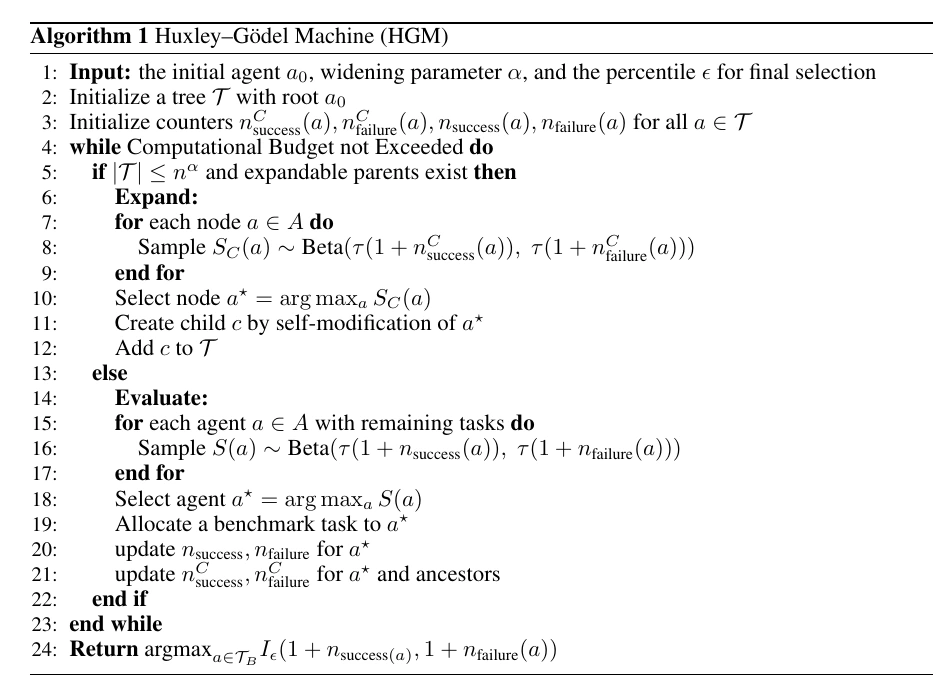 Algorithm 1 Huxley–Gödel Machine (HGM)
1: Input: the initial agent a₀, widening parameter α, and the percentile ϵ for final selection
2: Initialize a tree 𝒯 with root a₀
3: Initialize counters n^C_success(a), n^C_failure(a), n_success(a), n_failure(a) for all a ∈ 𝒯
4: while Computational Budget not Exceeded do
5: if |𝒯| ≤ n^α and expandable parents exist then
6: Expand:
7: for each node a ∈ A do
8: Sample S_C(a) ∼ Beta(τ(1 + n^C_success(a)), τ(1 + n^C_failure(a)))
9: end for
10: Select node a⋆ = arg max_a S_C(a)
11: Create child c by self-modification of a⋆
12: Add c to 𝒯
13: else
14: Evaluate:
15: for each agent a ∈ A with remaining tasks do
16: Sample S(a) ∼ Beta(τ(1 + n_success(a)), τ(1 + n_failure(a)))
17: end for
18: Select agent a⋆ = arg max_a S(a)
19: Allocate a benchmark task to a⋆
20: update n_success, n_failure for a⋆
21: update n^C_success, n^C_failure for a⋆ and ancestors
22: end if
23: end while
24: Return argmax_{a∈𝒯_B} I_ϵ(1 + n_success(a), 1 + n_failure(a))